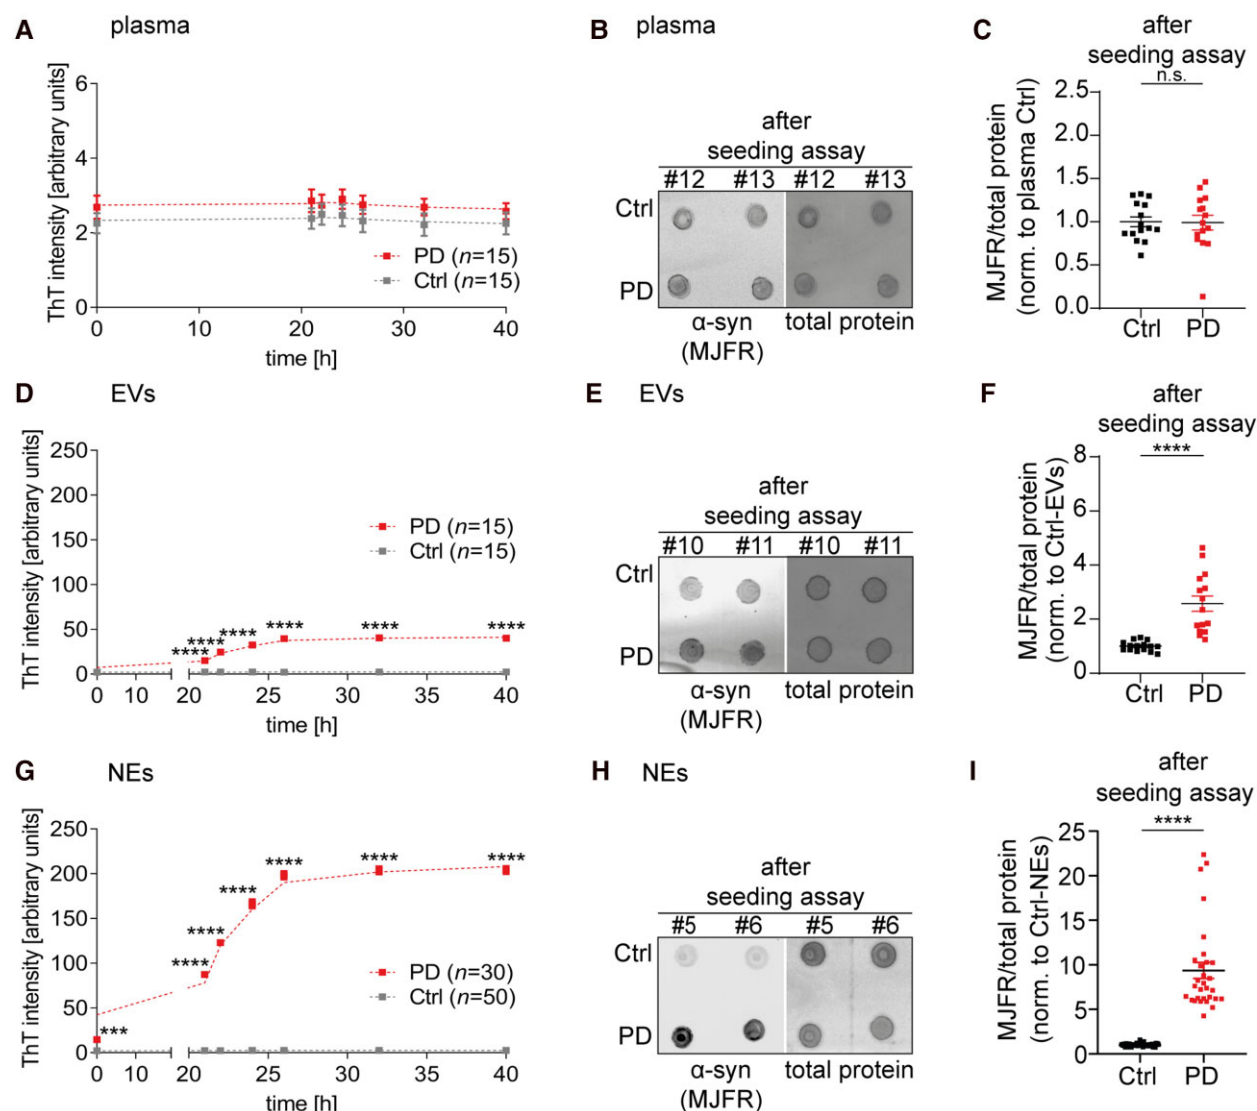 A plasma
ThT intensity [arbitrary units]
6
4
2
0
PD (n=15)
Ctrl (n=15)
0 10 20 30 40
time [h]
B plasma
after
seeding assay
#12 #13 #12 #13
Ctrl
PD
α-syn total protein
(MJFR)
C after
seeding assay
n.s.
MJFR/total protein
(norm. to plasma Ctrl)
2.5
2.0
1.5
1.0
0.5
0.0
Ctrl PD
D EVs
ThT intensity [arbitrary units]
250
200
150
100
50
0
PD (n=15)
Ctrl (n=15)
**** **** **** **** **** ****
0 10 20 25 30 35 40
time [h]
E EVs
after
seeding assay
#10 #11 #10 #11
Ctrl
PD
α-syn total protein
(MJFR)
F after
seeding assay
****
MJFR/total protein
(norm. to Ctrl-EVs)
8
6
4
2
0
Ctrl PD
G NEs
ThT intensity [arbitrary units]
250
200
150
100
50
0
*** **** **** **** **** **** ****
PD (n=30)
Ctrl (n=50)
0 10 20 25 30 35 40
time [h]
H NEs
after
seeding assay
#5 #6 #5 #6
Ctrl
PD
α-syn total protein
(MJFR)
I after
seeding assay
****
MJFR/total protein
(norm. to Ctrl-NEs)
25
20
15
10
5
0
Ctrl PD